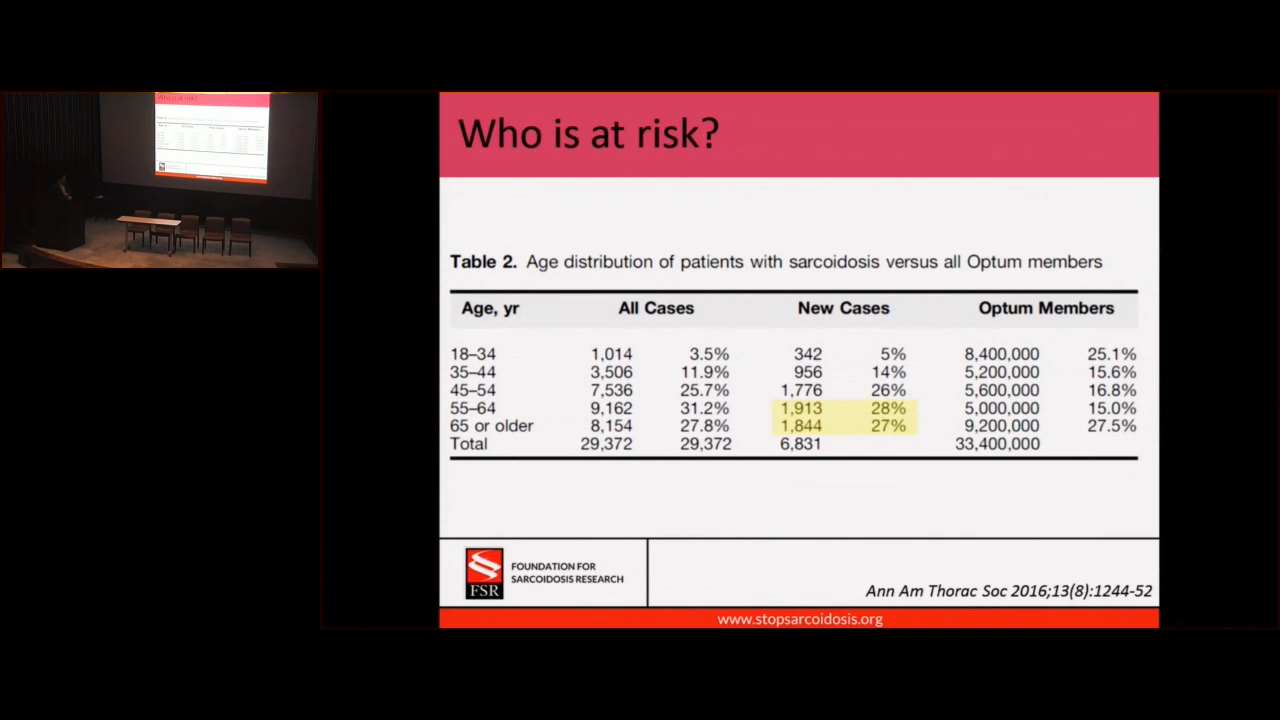 Who is at risk?
Who is at risk?
Table 2. Age distribution of patients with sarcoidosis versus all Optum members
Age, yr All Cases New Cases Optum Members
18–34 1,014 3.5% 342 5% 8,400,000 25.1%
35–44 3,506 11.9% 956 14% 5,200,000 15.6%
45–54 7,536 25.7% 1,776 26% 5,600,000 16.8%
55–64 9,162 31.2% 1,913 28% 5,000,000 15.0%
65 or older 8,154 27.8% 1,844 27% 9,200,000 27.5%
Total 29,372 29,372 6,831 33,400,000
FSR
FOUNDATION FOR
SARCOIDOSIS RESEARCH
Ann Am Thorac Soc 2016;13(8):1244-52
www.stopsarcoidosis.org